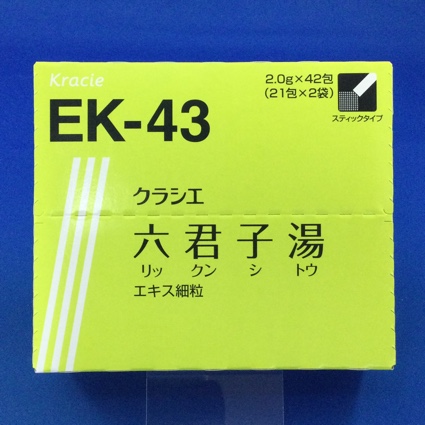 Kracie
2.0g×42包
(21包×2袋)
スティックタイプ
EK-43
クラシエ
六君子湯
リックンシトウ
エキス細粒